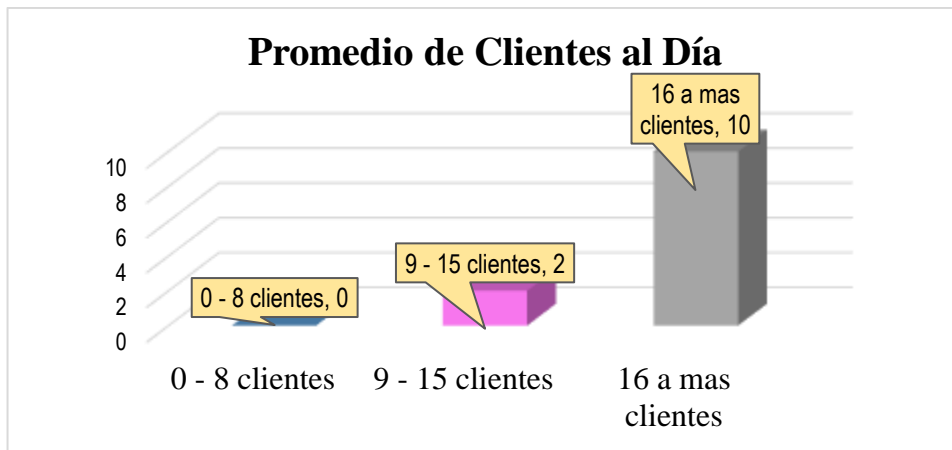 Promedio de Clientes al Día
16 a mas
clientes, 10
10
8
6
4
2
0
9 - 15 clientes, 2
0 - 8 clientes, 0
0 - 8 clientes
9 - 15 clientes
16 a mas
clientes